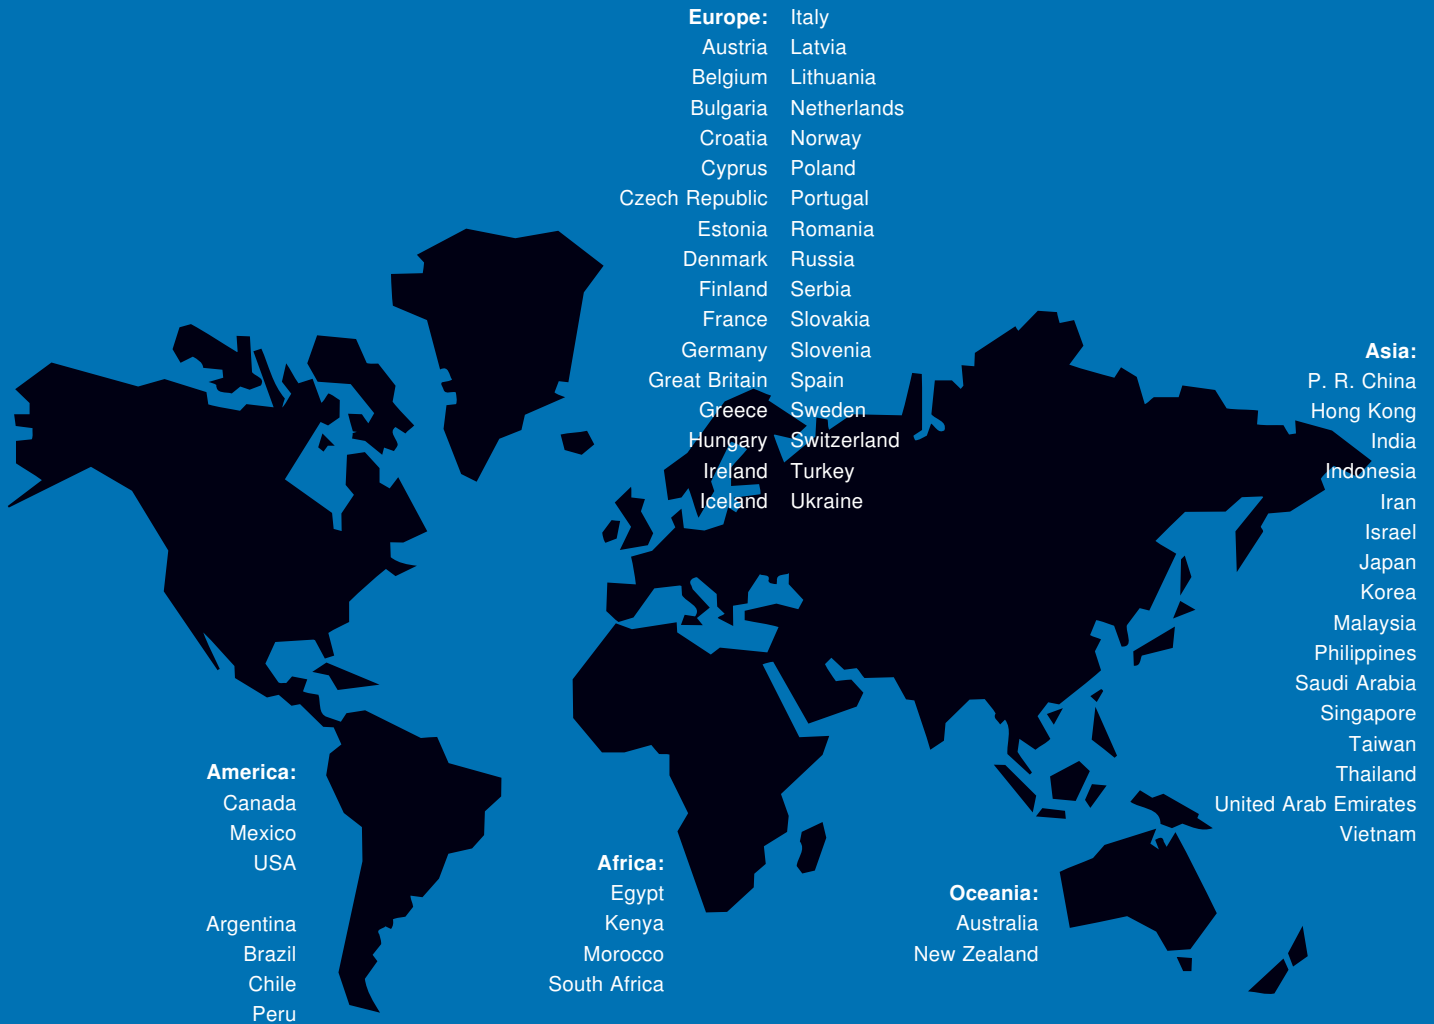 Europe:
Austria
Belgium
Bulgaria
Croatia
Cyprus
Czech Republic
Estonia
Denmark
Finland
France
Germany
Great Britain
Greece
Hungary
Ireland
Iceland
Italy
Latvia
Lithuania
Netherlands
Norway
Poland
Portugal
Romania
Russia
Serbia
Slovakia
Slovenia
Spain
Sweden
Switzerland
Turkey
Ukraine
Asia:
P. R. China
Hong Kong
India
Indonesia
Iran
Israel
Japan
Korea
Malaysia
Philippines
Saudi Arabia
Singapore
Taiwan
Thailand
United Arab Emirates
Vietnam
America:
Canada
Mexico
USA
Argentina
Brazil
Chile
Peru
Africa:
Egypt
Kenya
Morocco
South Africa
Oceania:
Australia
New Zealand